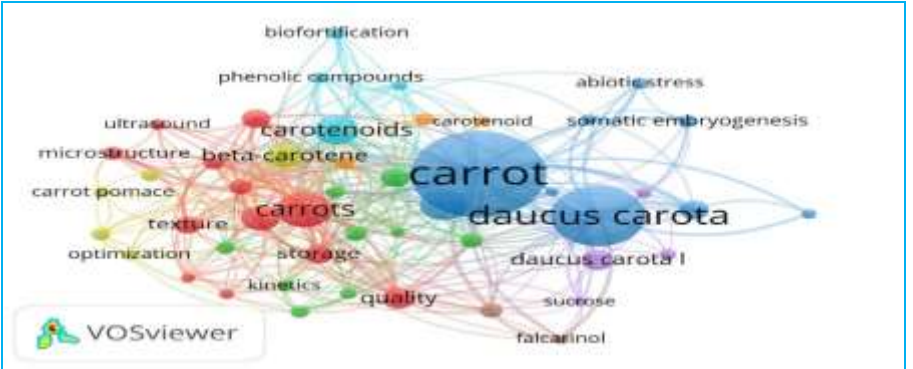 biofortification
phenolic compounds
abiotic stress
ultrasound
carotenoids
carotenoid
somatic embryogenesis
microstructure
beta-carotene
carrot
carrot pomace
carrots
daucus carota
texture
optimization
storage
daucus carota l
kinetics
quality
sucrose
falcarinol
VOSviewer